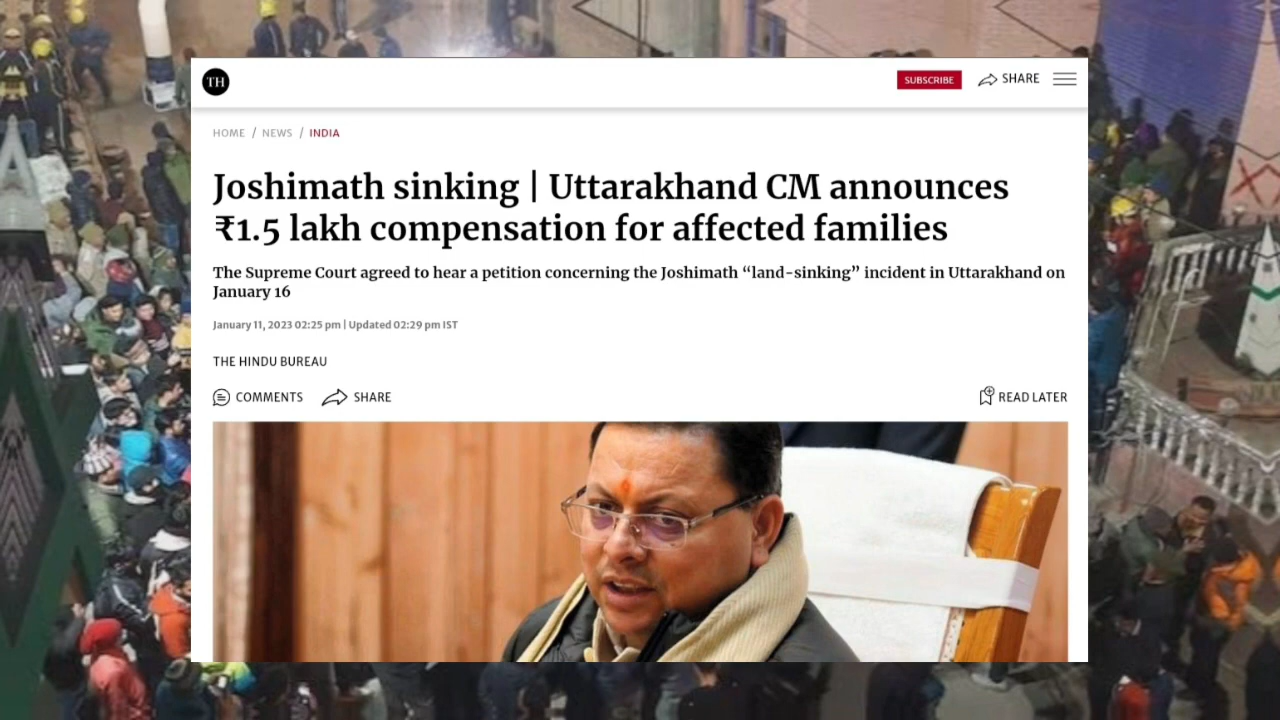 TH
SUBSCRIBE
SHARE
HOME / NEWS / INDIA
Joshimath sinking | Uttarakhand CM announces
₹1.5 lakh compensation for affected families
The Supreme Court agreed to hear a petition concerning the Joshimath “land-sinking” incident in Uttarakhand on
January 16
January 11, 2023 02:25 pm | Updated 02:29 pm IST
THE HINDU BUREAU
COMMENTS SHARE
READ LATER